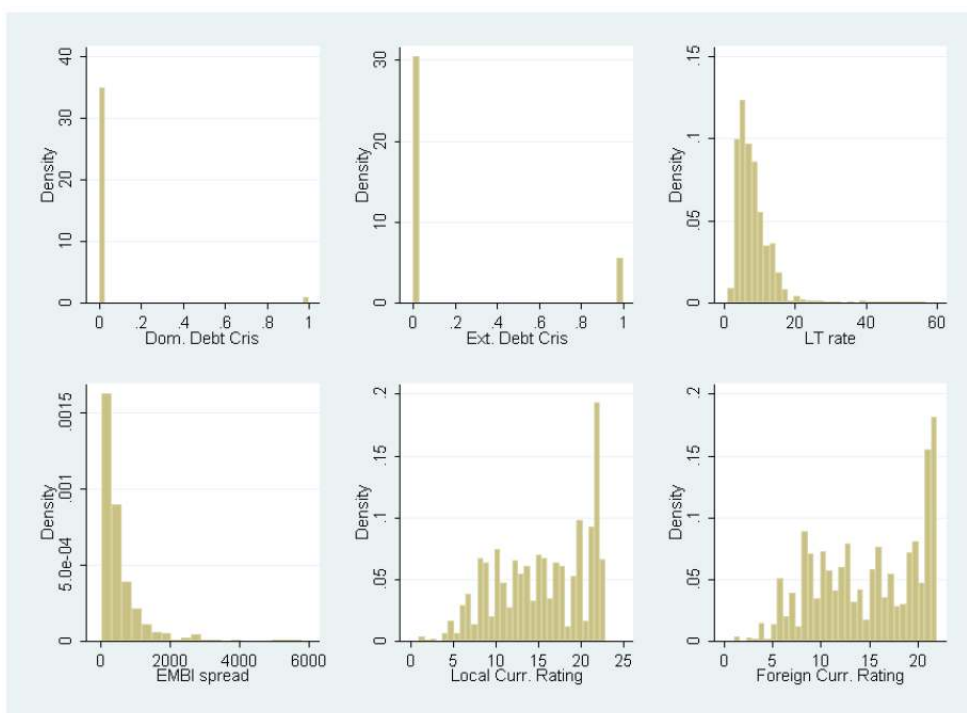 Density
0 10 20 30 40
0 .2 .4 .6 .8 1
Dom. Debt Cris
Density
0 10 20 30
0 .2 .4 .6 .8 1
Ext. Debt Cris
Density
0 .05 .1 .15
0 20 40 60
LT rate
Density
0 5.0e-04 .001 .0015
0 2000 4000 6000
EMBI spread
Density
0 .05 .1 .15 .2
0 5 10 15 20 25
Local Curr. Rating
Density
0 .05 .1 .15 .2
0 5 10 15 20
Foreign Curr. Rating